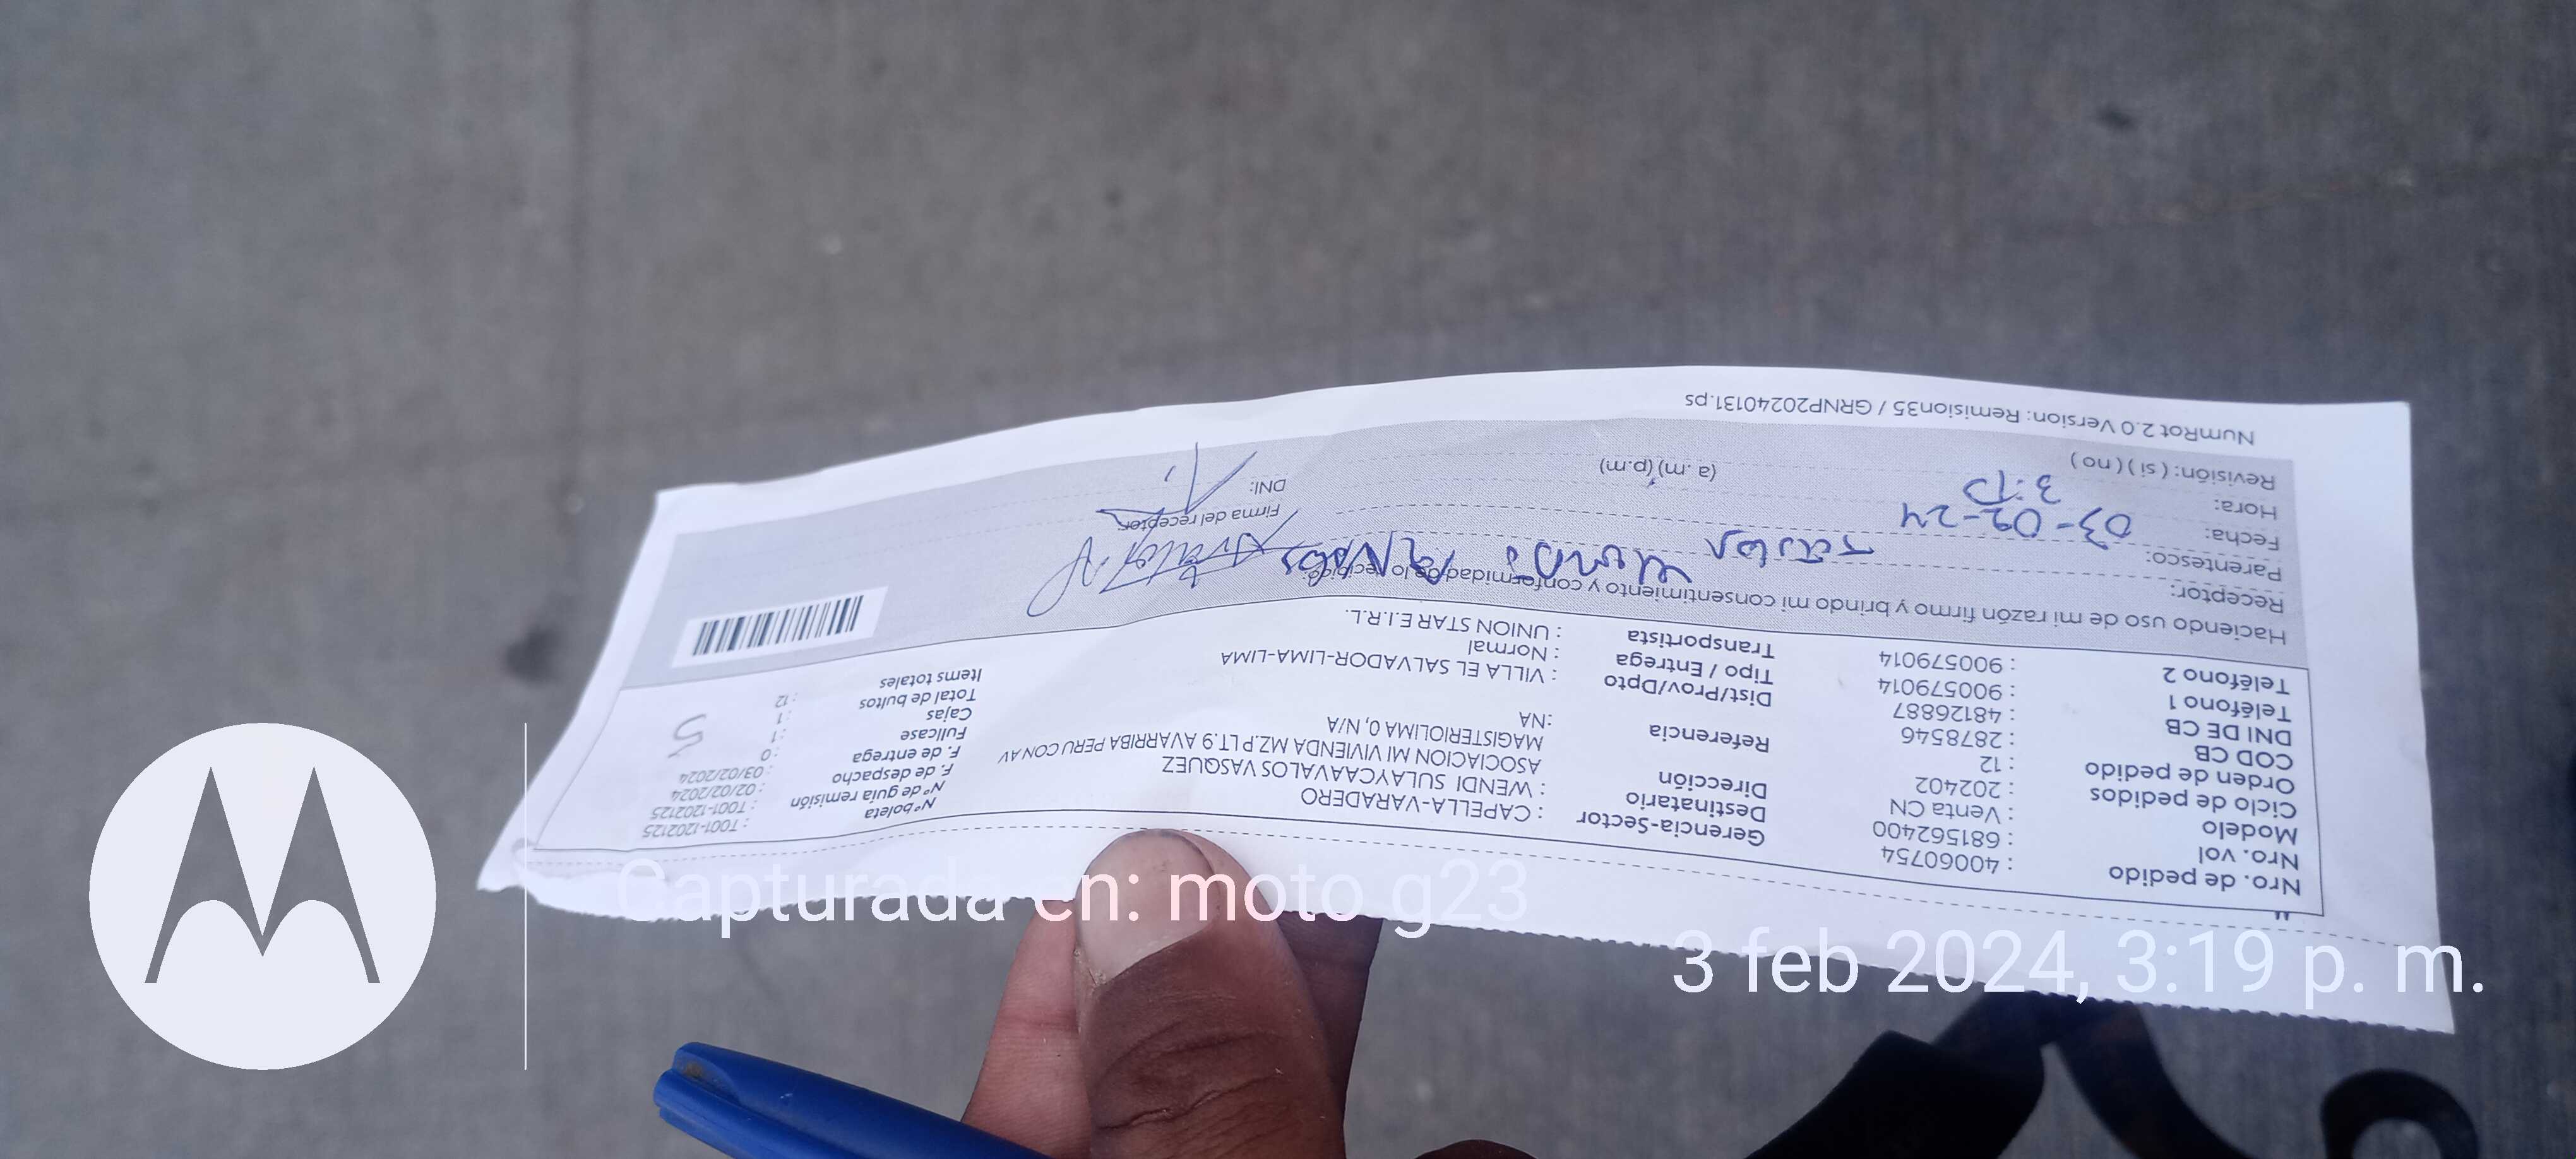 Nro. de pedido : 40060754
Nro. vol : 681562400
Modelo : Venta CN
Ciclo de pedidos : 202402
Orden de pedido : 12
COD CB : 2878546
DNI DE CB : 48126887
Teléfono 1 : 900579014
Teléfono 2 : 900579014
Gerencia-Sector : CAPELLA-VARADERO
Destinatario : WENDI SULAYCAAVALOS VASQUEZ
Dirección ASOCIACION MI VIVIENDA MZ.P LT.9 AVARRIBA PERU CON AV
MAGISTERIOLIMA 0, N/A
Referencia :NA
Dist/Prov/Dpto : VILLA EL SALVADOR-LIMA-LIMA
Tipo / Entrega : Normal
Transportista : UNION STAR E.I.R.L.
N° boleta : T001-1202125
N° de guía remisión : T001-1202125
F. de despacho : 02/02/2024
F. de entrega : 03/02/2024
Fullcase : 0
Cajas : 1
Total de bultos : 1
Items totales : 12
5
Haciendo uso de mi razón firmo y brindo mi consentimiento y conformidad de lo recibido:
Receptor:
Parentesco:
Fecha: 03-02-24
Hora: 3:15 (a. m) (p.m)
Revisión: ( si ) ( no )
Firma del receptor:
DNI:
NumRot 2.0 Version: Remision35 / GRNP20240131.ps
Capturada en: moto g23
3 feb 2024, 3:19 p. m.